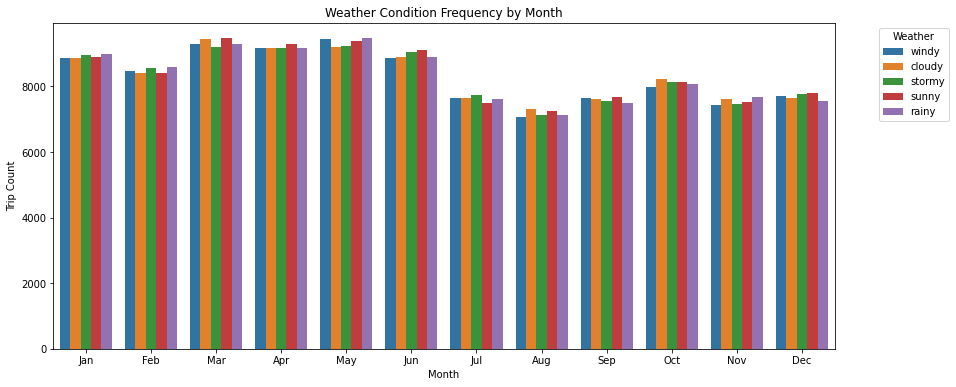 Weather Condition Frequency by Month
Weather
windy
cloudy
stormy
sunny
rainy
Trip Count
8000
6000
4000
2000
0
Jan Feb Mar Apr May Jun Jul Aug Sep Oct Nov Dec
Month